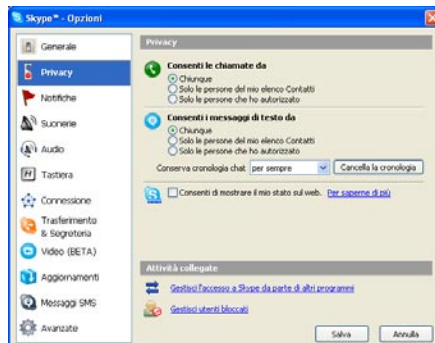 Skype™ - Opzioni
Generale
Privacy
Notifiche
Suonerie
Audio
Tastiera
Connessione
Trasferimento
& Segreteria
Video (BETA)
Aggiornamenti
Messaggi SMS
Avanzate
Privacy
Consenti le chiamate da
Chiunque
Solo le persone del mio elenco Contatti
Solo le persone che ho autorizzato
Consenti i messaggi di testo da
Chiunque
Solo le persone del mio elenco Contatti
Solo le persone che ho autorizzato
Conserva cronologia chat per sempre Cancella la cronologia
Consenti di mostrare il mio stato sul web. Per saperne di più
Attività collegate
Gestisci l'accesso a Skype da parte di altri programmi
Gestisci utenti bloccati
Salva Annulla